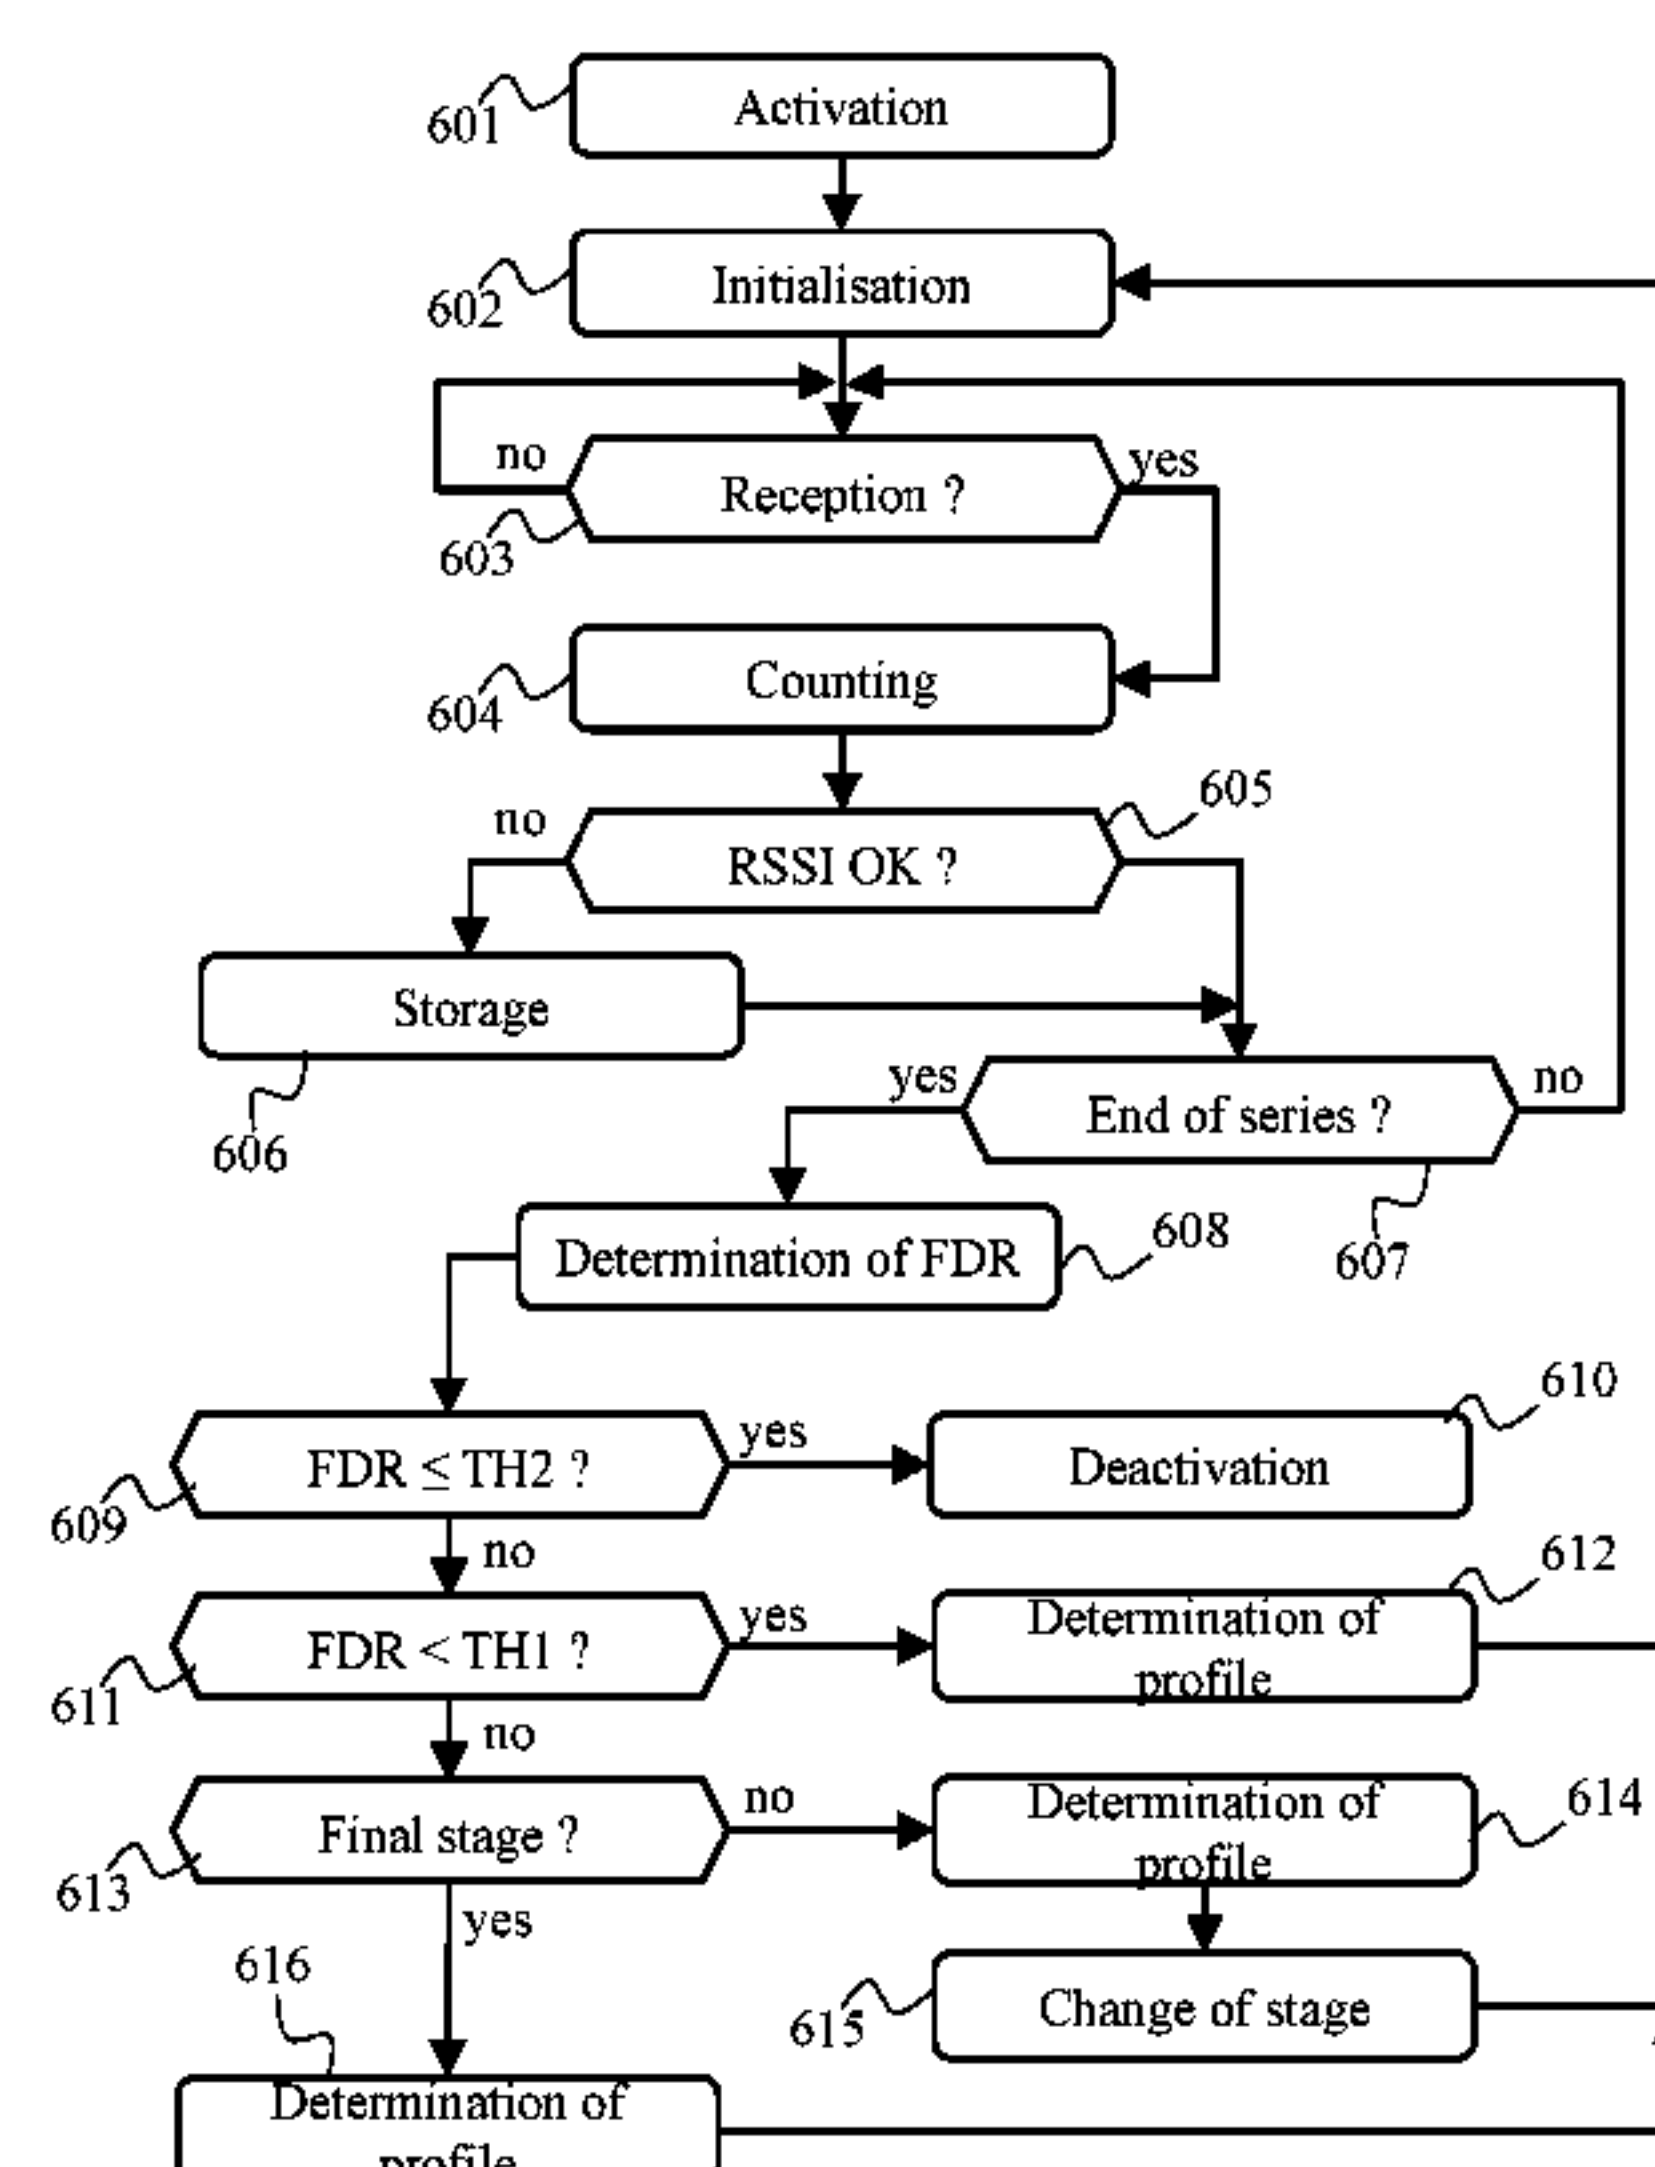 Activation
601
Initialisation
602
no
yes
Reception ?
603
Counting
604
605
no
RSSI OK ?
Storage
606
yes
no
End of series ?
607
Determination of FDR
608
610
yes
FDR ≤ TH2 ?
Deactivation
609
no
612
yes
Determination of
profile
FDR < TH1 ?
611
no
no
Determination of
profile
614
Final stage ?
613
yes
616
615
Change of stage
Determination of
profile